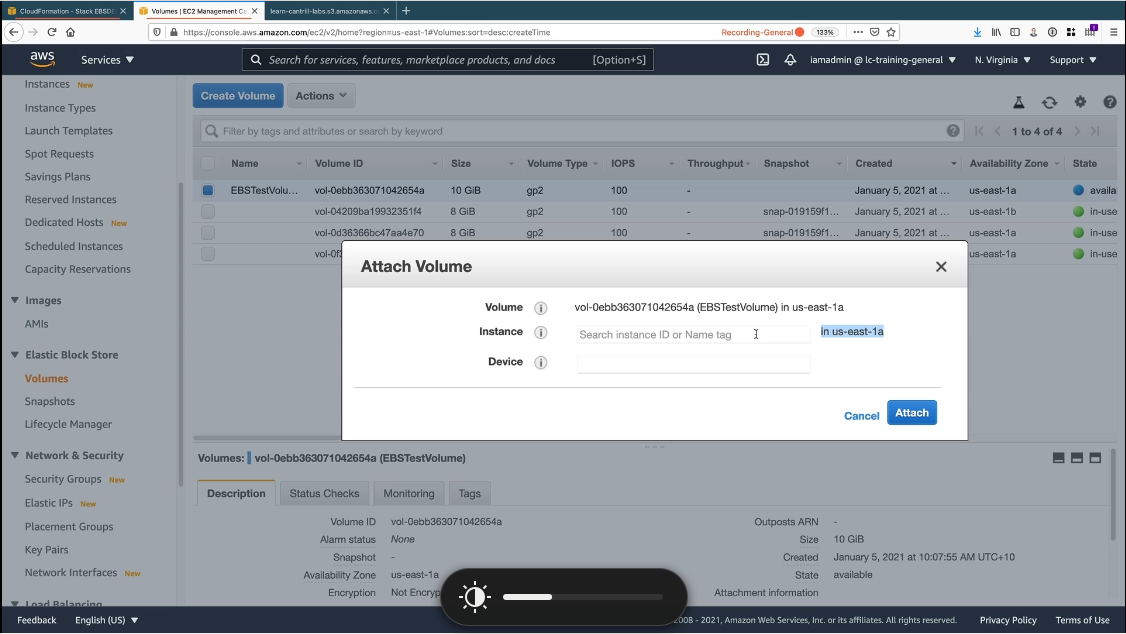 CloudFormation - Stack EBSDE
Volumes | EC2 Management Co
learn-cantrill-labs.s3.amazonaws.co
https://console.aws.amazon.com/ec2/v2/home?region=us-east-1#Volumes:sort=desc:createTime
Recording-General
133%
aws
Services
Search for services, features, marketplace products, and docs
[Option+S]
iamadmin @ lc-training-general
N. Virginia
Support
Instances New
Instance Types
Launch Templates
Spot Requests
Savings Plans
Reserved Instances
Dedicated Hosts New
Scheduled Instances
Capacity Reservations
Images
AMIs
Elastic Block Store
Volumes
Snapshots
Lifecycle Manager
Network & Security
Security Groups New
Elastic IPs New
Placement Groups
Key Pairs
Network Interfaces New
Load Balancing
Create Volume
Actions
Filter by tags and attributes or search by keyword
1 to 4 of 4
Name Volume ID Size Volume Type IOPS Throughput Snapshot Created Availability Zone State
EBSTestVolu... vol-0ebb363071042654a 10 GiB gp2 100 - January 5, 2021 at ... us-east-1a availa
vol-04209ba19932351f4 8 GiB gp2 100 - snap-019159f1... January 5, 2021 at ... us-east-1b in-use
vol-0d36366bc47aa4e70 8 GiB gp2 100 - snap-019159f1... January 5, 2021 at ... us-east-1a in-use
us-east-1a in-use
Attach Volume
Volume vol-0ebb363071042654a (EBSTestVolume) in us-east-1a
Instance Search instance ID or Name tag in us-east-1a
Device
Cancel
Attach
Volumes: vol-0ebb363071042654a (EBSTestVolume)
Description
Status Checks
Monitoring
Tags
Volume ID vol-0ebb363071042654a
Alarm status None
Snapshot -
Availability Zone us-east-1a
Encryption Not Encryp
Outposts ARN -
Size 10 GiB
Created January 5, 2021 at 10:07:55 AM UTC+10
State available
Attachment information
Feedback
English (US)
2008 - 2021, Amazon Web Services, Inc. or its affiliates. All rights reserved.
Privacy Policy
Terms of Use